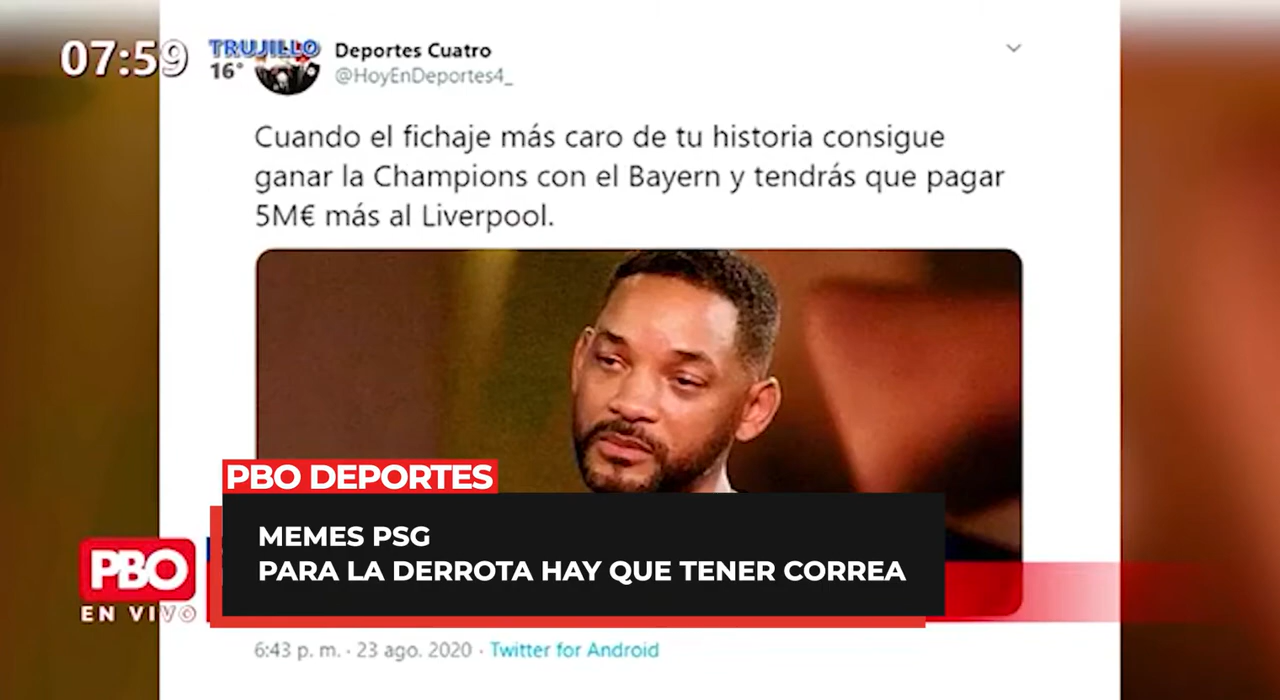 07:59
TRUJILLO
16°
Deportes Cuatro
@HoyEnDeportes4_
Cuando el fichaje más caro de tu historia consigue
ganar la Champions con el Bayern y tendrás que pagar
5M€ más al Liverpool.
PBO DEPORTES
MEMES PSG
PARA LA DERROTA HAY QUE TENER CORREA
PBO
EN VIVO
6:43 p. m. · 23 ago. 2020 · Twitter for Android